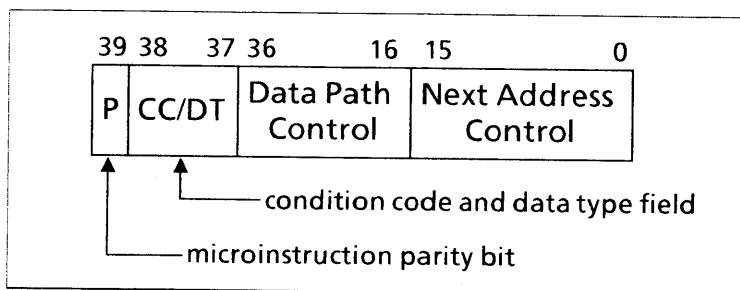 39 38 37 36 16 15 0
P CC/DT Data Path Control Next Address Control
condition code and data type field
microinstruction parity bit